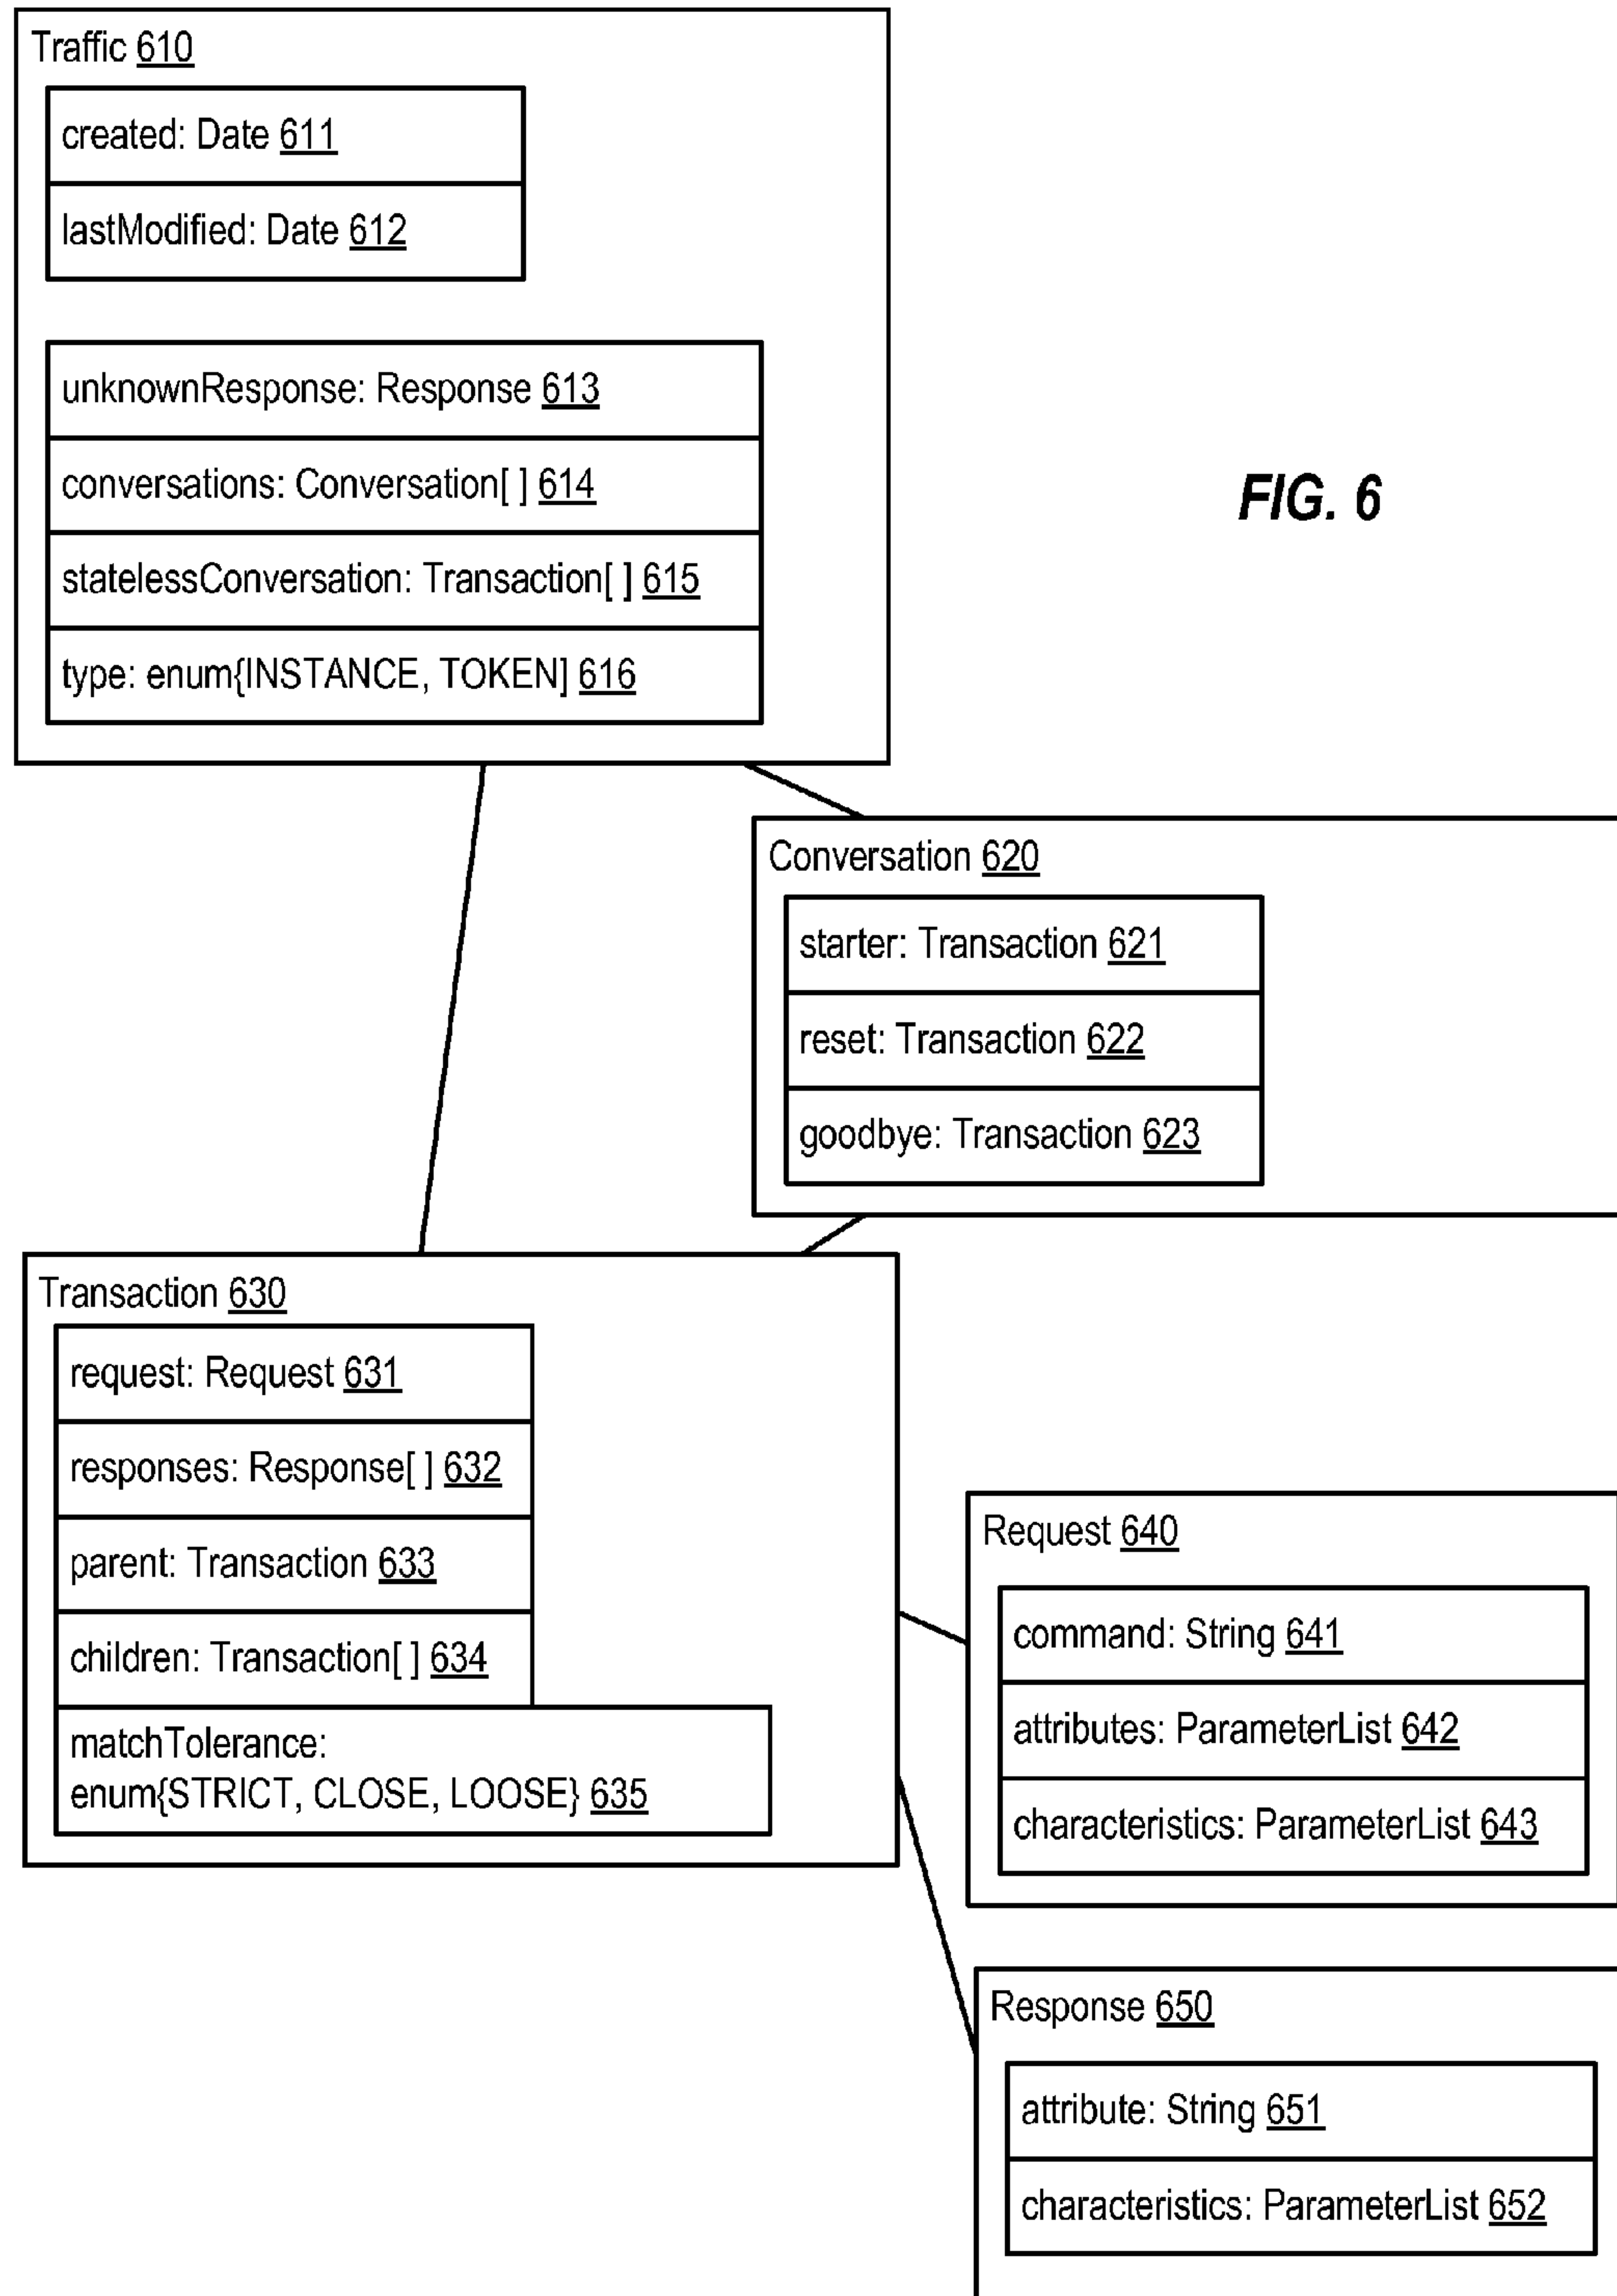 Traffic 610
created: Date 611
lastModified: Date 612
unknownResponse: Response 613
conversations: Conversation[ ] 614
statelessConversation: Transaction[ ] 615
type: enum{INSTANCE, TOKEN] 616
FIG. 6
Conversation 620
starter: Transaction 621
reset: Transaction 622
goodbye: Transaction 623
Transaction 630
request: Request 631
responses: Response[ ] 632
parent: Transaction 633
children: Transaction[ ] 634
matchTolerance:
enum{STRICT, CLOSE, LOOSE} 635
Request 640
command: String 641
attributes: ParameterList 642
characteristics: ParameterList 643
Response 650
attribute: String 651
characteristics: ParameterList 652